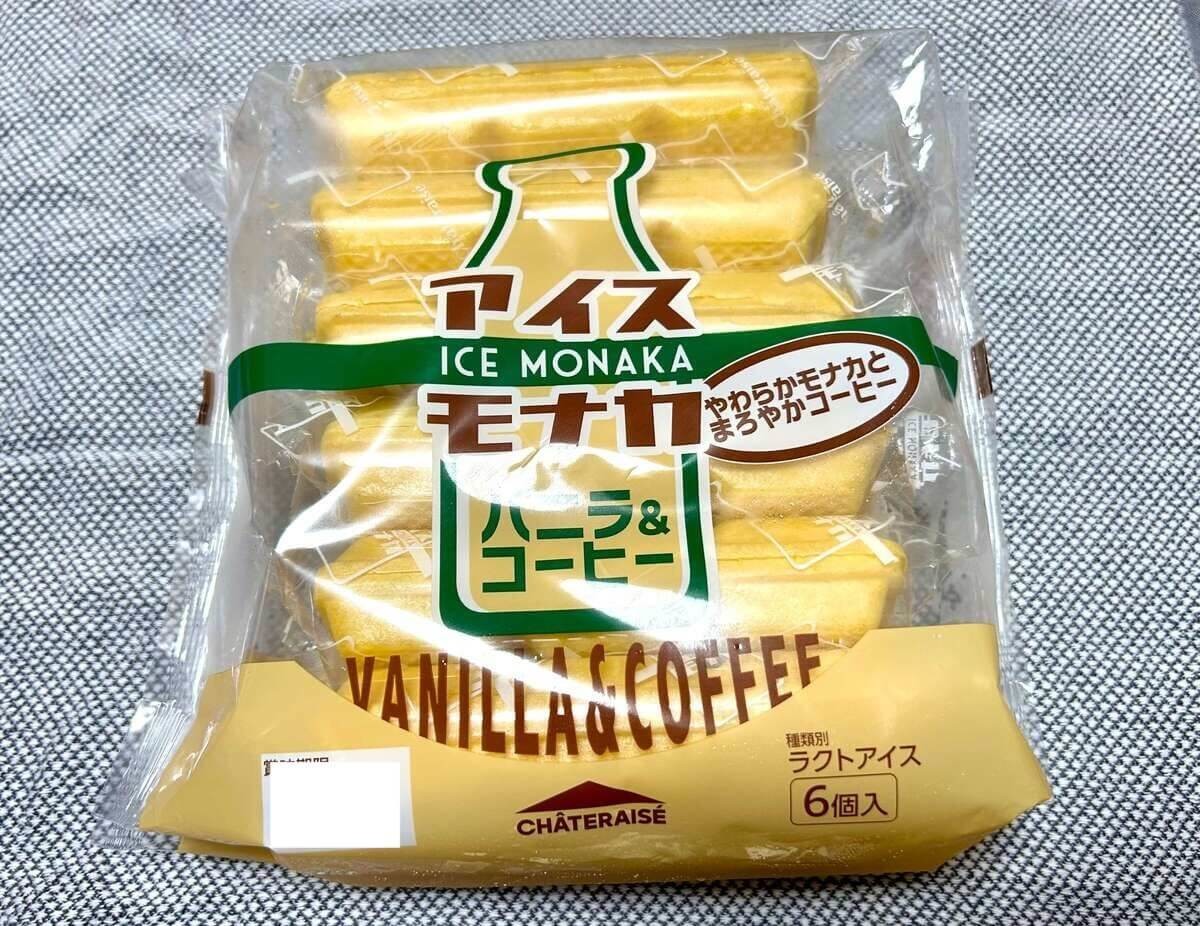 アイス
ICE MONAKA
モナカ
やわらかモナカと
まろやかコーヒー
バニラ&
コーヒー
VANILLA&COFFEE
種類別
ラクトアイス
6個入
CHÂTERAISÉ